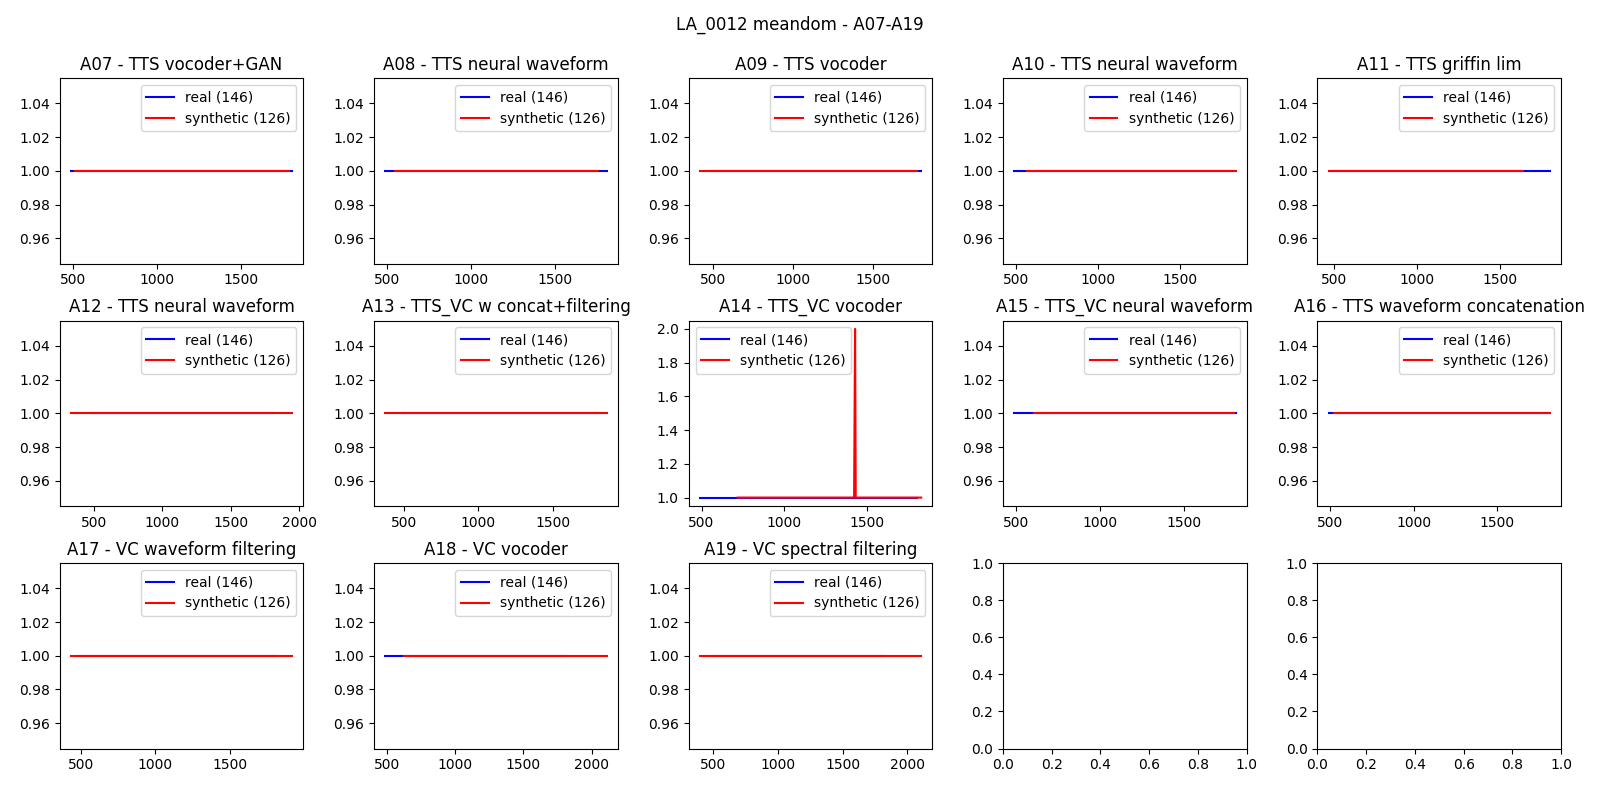 LA_0012 meandom - A07-A19
A07 - TTS vocoder+GAN
1.04
1.02
1.00
0.98
0.96
real (146)
synthetic (126)
500 1000 1500
A08 - TTS neural waveform
1.04
1.02
1.00
0.98
0.96
real (146)
synthetic (126)
500 1000 1500
A09 - TTS vocoder
1.04
1.02
1.00
0.98
0.96
real (146)
synthetic (126)
500 1000 1500
A10 - TTS neural waveform
1.04
1.02
1.00
0.98
0.96
real (146)
synthetic (126)
500 1000 1500
A11 - TTS griffin lim
1.04
1.02
1.00
0.98
0.96
real (146)
synthetic (126)
500 1000 1500
A12 - TTS neural waveform
1.04
1.02
1.00
0.98
0.96
real (146)
synthetic (126)
500 1000 1500 2000
A13 - TTS_VC w concat+filtering
1.04
1.02
1.00
0.98
0.96
real (146)
synthetic (126)
500 1000 1500
A14 - TTS_VC vocoder
2.0
1.8
1.6
1.4
1.2
1.0
real (146)
synthetic (126)
500 1000 1500
A15 - TTS_VC neural waveform
1.04
1.02
1.00
0.98
0.96
real (146)
synthetic (126)
500 1000 1500
A16 - TTS waveform concatenation
1.04
1.02
1.00
0.98
0.96
real (146)
synthetic (126)
500 1000 1500
A17 - VC waveform filtering
1.04
1.02
1.00
0.98
0.96
real (146)
synthetic (126)
500 1000 1500
A18 - VC vocoder
1.04
1.02
1.00
0.98
0.96
real (146)
synthetic (126)
500 1000 1500 2000
A19 - VC spectral filtering
1.04
1.02
1.00
0.98
0.96
real (146)
synthetic (126)
500 1000 1500 2000
1.0
0.8
0.6
0.4
0.2
0.0
0.0 0.2 0.4 0.6 0.8 1.0
1.0
0.8
0.6
0.4
0.2
0.0
0.0 0.2 0.4 0.6 0.8 1.0